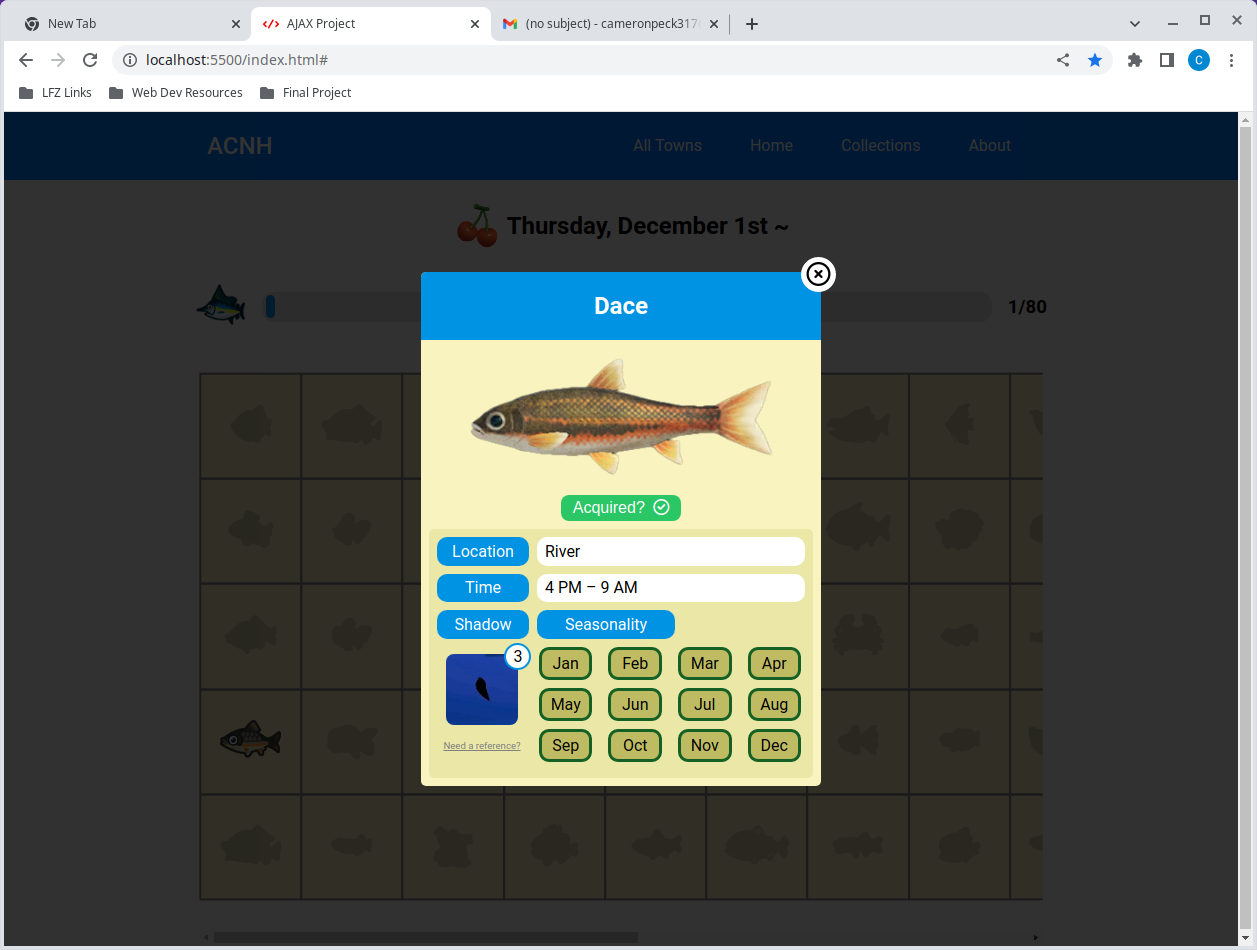 New Tab
AJAX Project
(no subject) - cameronpeck317
localhost:5500/index.html#
C
LFZ Links
Web Dev Resources
Final Project
ACNH
All Towns
Home
Collections
About
Thursday, December 1st ~
1/80
Dace
Acquired?
Location
River
Time
4 PM – 9 AM
Shadow
Seasonality
3
Need a reference?
Jan Feb Mar Apr
May Jun Jul Aug
Sep Oct Nov Dec